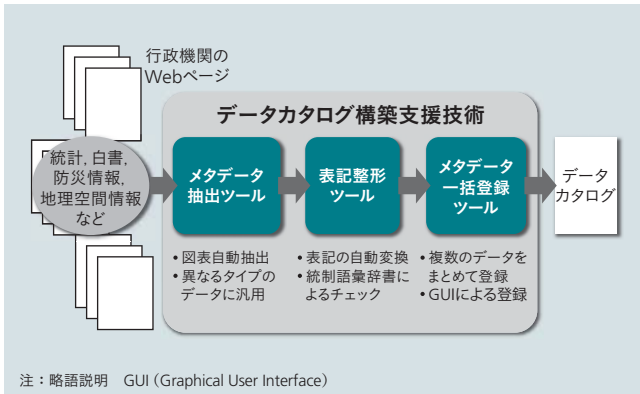 行政機関の
Webページ
データカタログ構築支援技術
統計, 白書,
防災情報,
地理空間情報
など
メタデータ
抽出ツール
表記整形
ツール
メタデータ
一括登録
ツール
データ
カタログ
• 図表自動抽出
• 異なるタイプの
データに汎用
• 表記の自動変換
• 統制語彙辞書に
よるチェック
• 複数のデータを
まとめて登録
• GUIによる登録
注：略語説明　GUI（Graphical User Interface）